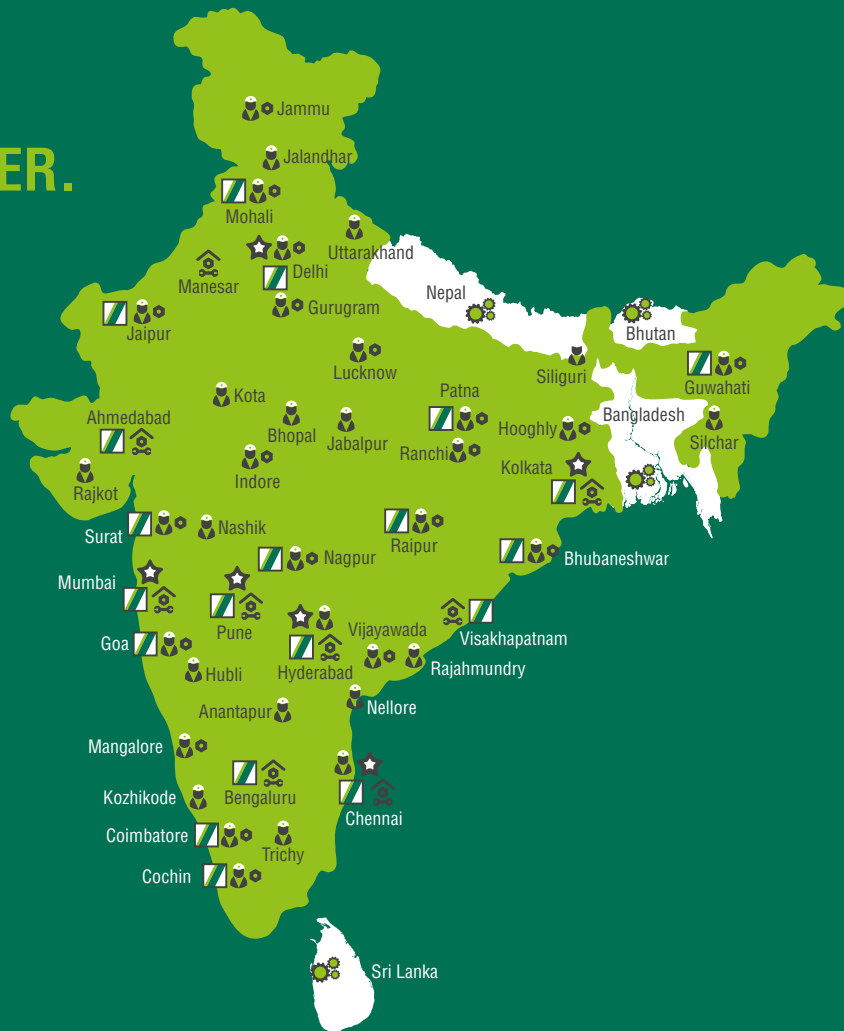 ER.
Jammu
Jalandhar
Mohali
Uttarakhand
Delhi
Manesar
Gurugram
Nepal
Bhutan
Jaipur
Lucknow
Siliguri
Guwahati
Kota
Patna
Ahmedabad
Bhopal
Jabalpur
Bangladesh
Hooghly
Silchar
Ranchi
Kolkata
Indore
Rajkot
Surat
Nashik
Raipur
Nagpur
Bhubaneshwar
Mumbai
Pune
Vijayawada
Visakhapatnam
Goa
Hubli
Hyderabad
Rajahmundry
Anantapur
Nellore
Mangalore
Kozhikode
Bengaluru
Chennai
Coimbatore
Trichy
Cochin
Sri Lanka